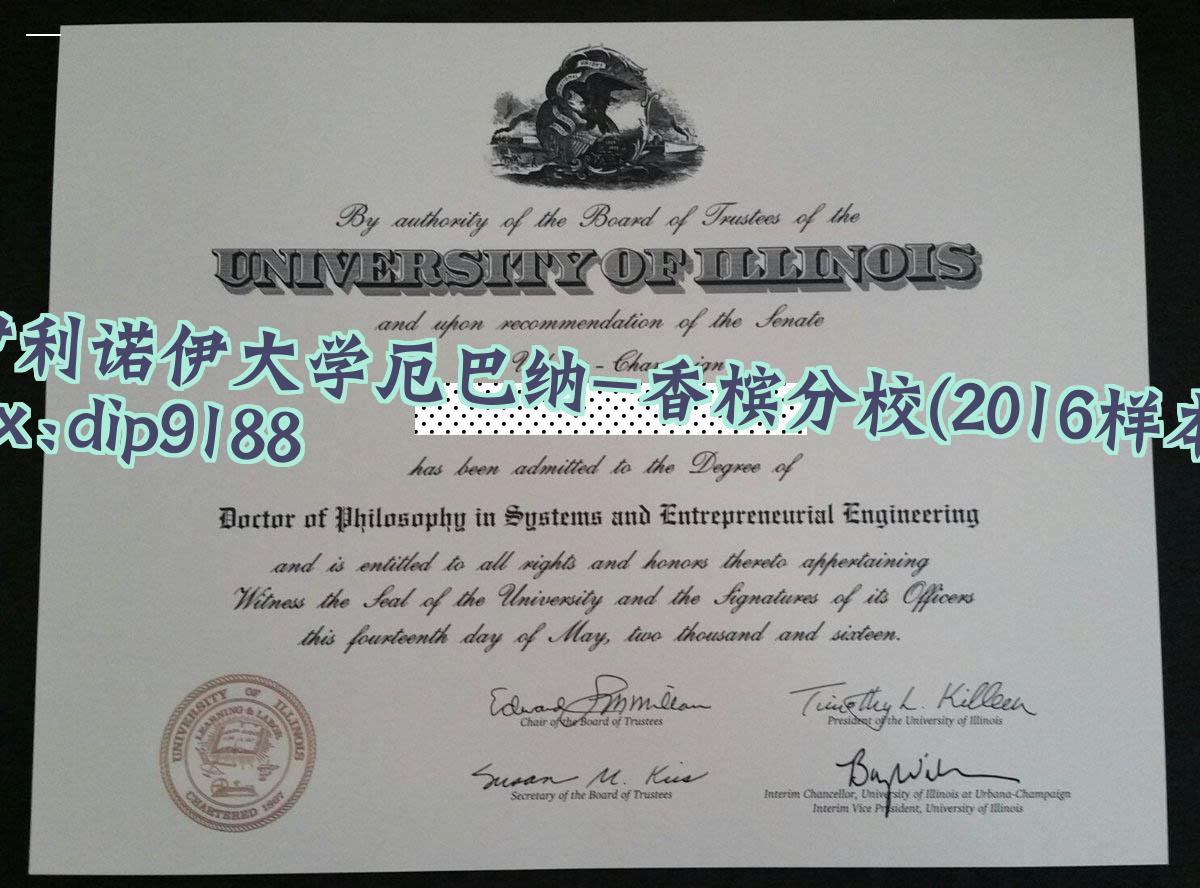 By authority of the Board of Trustees of the
UNIVERSITY OF ILLINOIS
and upon recommendation of the Senate
利诺伊大学厄巴纳-香槟分校(2016样本
x:dip9188
has been admitted to the Degree of
Doctor of Philosophy in Systems and Entrepreneurial Engineering
and is entitled to all rights and honors thereto appertaining
Witness the Seal of the University and the Signatures of its Officers
this fourteenth day of May, two thousand and sixteen.
UNIVERSITY OF ILLINOIS
LEARNING & LABOR
CHARTERED 1867
Chair of the Board of Trustees
Timothy L. Killeen
President of the University of Illinois
Susan M. Kies
Secretary of the Board of Trustees
Interim Chancellor, University of Illinois at Urbana-Champaign
Interim Vice President, University of Illinois